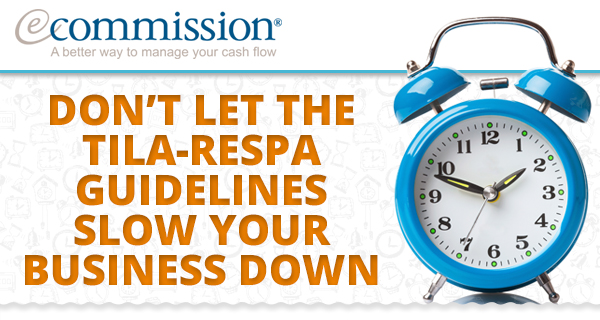 ecommission®
A better way to manage your cash flow
DON’T LET THE
TILA-RESPA
GUIDELINES
SLOW YOUR
BUSINESS DOWN
12
1
2
3
4
5
6
7
8
9
10
11